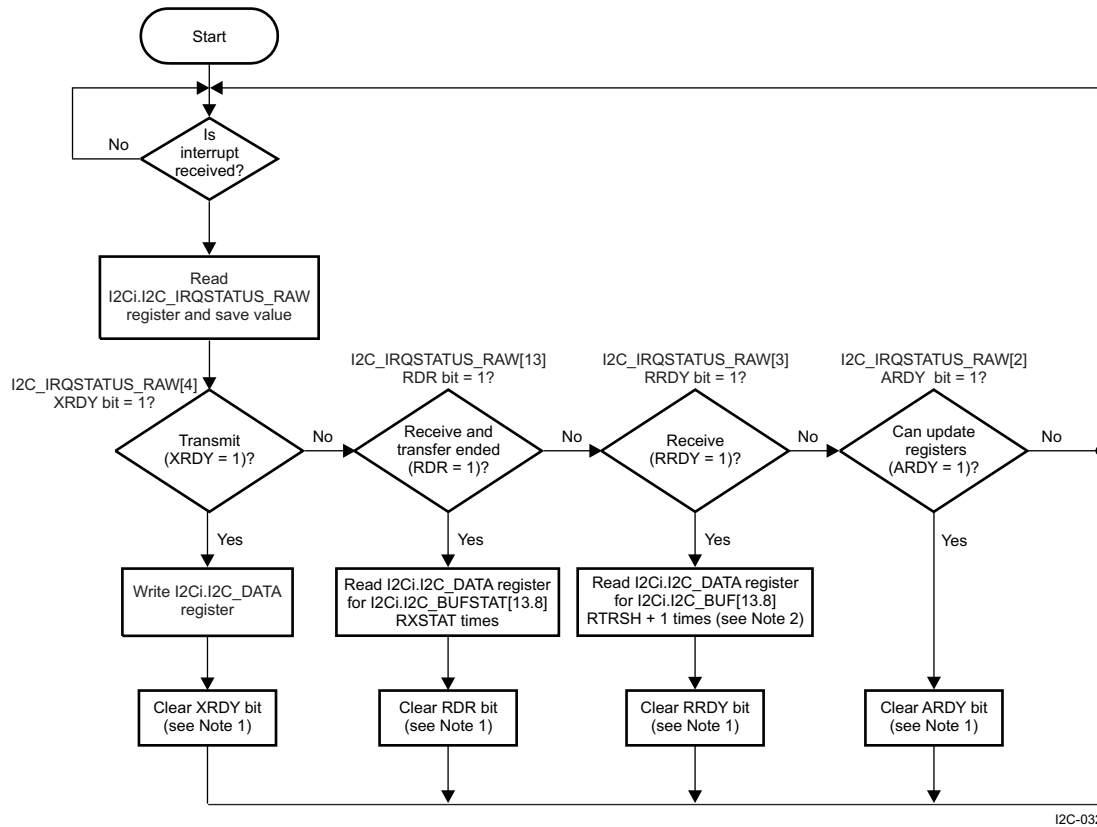 Start
No
Is
interrupt
received?
Read
I2Ci.I2C_IRQSTATUS_RAW
register and save value
I2C_IRQSTATUS_RAW[4]
XRDY bit = 1?
I2C_IRQSTATUS_RAW[13]
RDR bit = 1?
I2C_IRQSTATUS_RAW[3]
RRDY bit = 1?
I2C_IRQSTATUS_RAW[2]
ARDY bit = 1?
Transmit
(XRDY = 1)?
No
Receive and
transfer ended
(RDR = 1)?
No
Receive
(RRDY = 1)?
No
Can update
registers
(ARDY = 1)?
No
Yes
Yes
Yes
Yes
Write I2Ci.I2C_DATA
register
Read I2Ci.I2C_DATA register
for I2Ci.I2C_BUFSTAT[13.8]
RXSTAT times
Read I2Ci.I2C_DATA register
for I2Ci.I2C_BUF[13.8]
RTRSH + 1 times (see Note 2)
Clear XRDY bit
(see Note 1)
Clear RDR bit
(see Note 1)
Clear RRDY bit
(see Note 1)
Clear ARDY bit
(see Note 1)
I2C-032